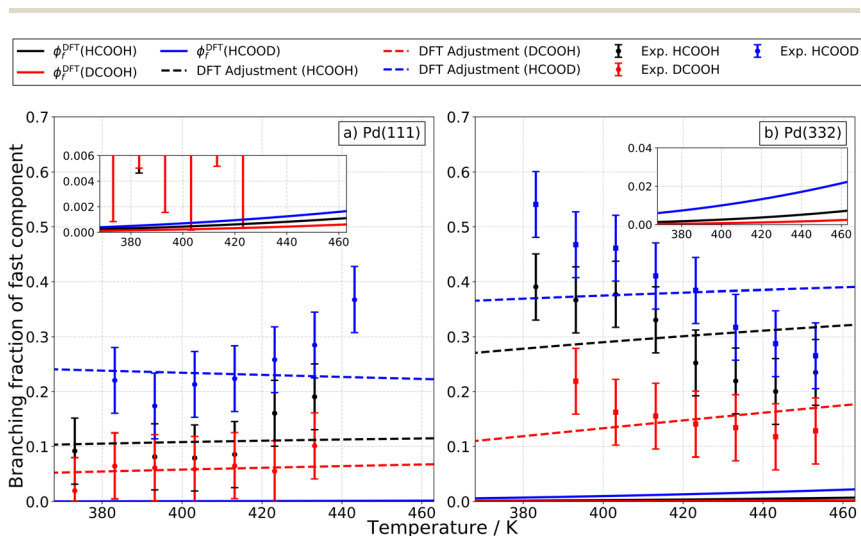 ϕ_f^DFT(HCOOH) ϕ_f^DFT(HCOOD) DFT Adjustment (DCOOH) Exp. HCOOH Exp. HCOOD
ϕ_f^DFT(DCOOH) DFT Adjustment (HCOOH) DFT Adjustment (HCOOD) Exp. DCOOH
Branching fraction of fast component
0.7
0.6
0.5
0.4
0.3
0.2
0.1
0.0
a) Pd(111)
0.006
0.004
0.002
0.000
380 400 420 440 460
380 400 420 440 460
0.7
0.6
0.5
0.4
0.3
0.2
0.1
0.0
b) Pd(332)
0.04
0.02
0.00
380 400 420 440 460
380 400 420 440 460
Temperature / K